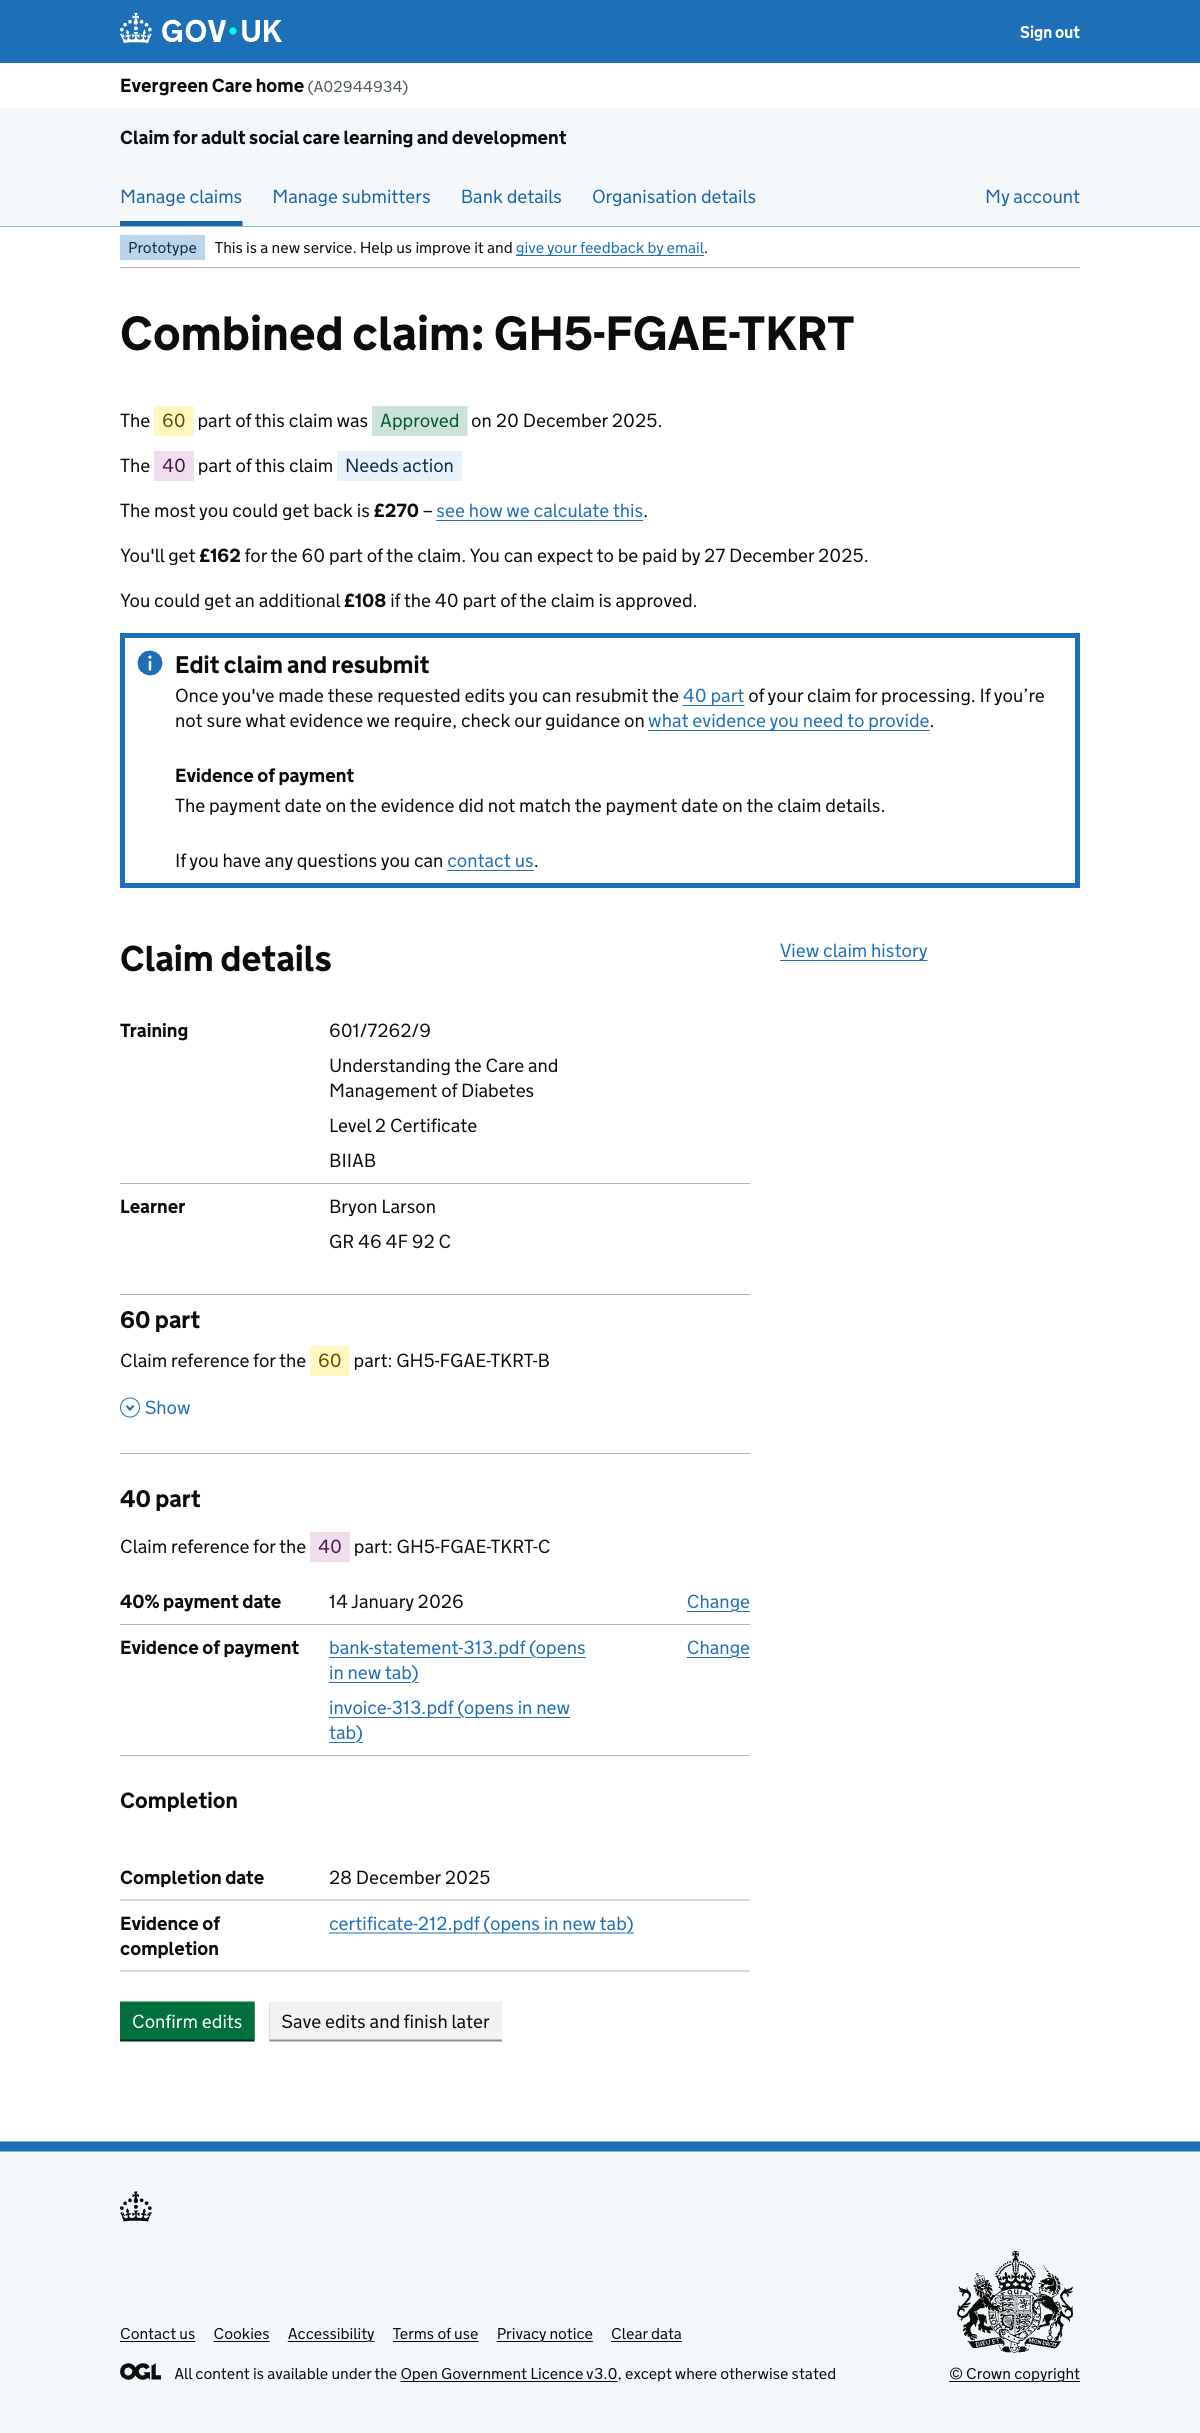 GOV·UK
Sign out
Evergreen Care home (A02944934)
Claim for adult social care learning and development
Manage claims Manage submitters Bank details Organisation details My account
Prototype This is a new service. Help us improve it and give your feedback by email.
Combined claim: GH5-FGAE-TKRT
The 60 part of this claim was Approved on 20 December 2025.
The 40 part of this claim Needs action
The most you could get back is £270 – see how we calculate this.
You'll get £162 for the 60 part of the claim. You can expect to be paid by 27 December 2025.
You could get an additional £108 if the 40 part of the claim is approved.
Edit claim and resubmit
Once you've made these requested edits you can resubmit the 40 part of your claim for processing. If you’re
not sure what evidence we require, check our guidance on what evidence you need to provide.
Evidence of payment
The payment date on the evidence did not match the payment date on the claim details.
If you have any questions you can contact us.
Claim details
View claim history
Training 601/7262/9
Understanding the Care and
Management of Diabetes
Level 2 Certificate
BIIAB
Learner Bryon Larson
GR 46 4F 92 C
60 part
Claim reference for the 60 part: GH5-FGAE-TKRT-B
Show
40 part
Claim reference for the 40 part: GH5-FGAE-TKRT-C
40% payment date 14 January 2026 Change
Evidence of payment bank-statement-313.pdf (opens Change
in new tab)
invoice-313.pdf (opens in new
tab)
Completion
Completion date 28 December 2025
Evidence of certificate-212.pdf (opens in new tab)
completion
Confirm edits Save edits and finish later
Contact us Cookies Accessibility Terms of use Privacy notice Clear data
OGL All content is available under the Open Government Licence v3.0, except where otherwise stated
© Crown copyright